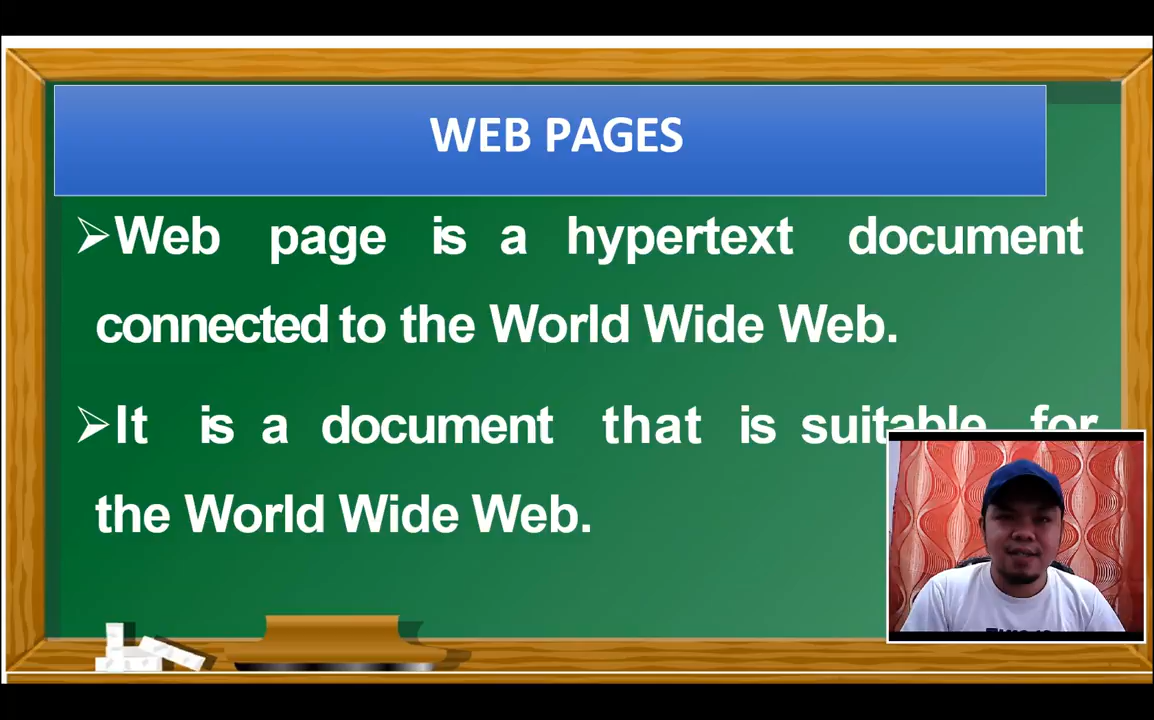 WEB PAGES
➢Web page is a hypertext document
connected to the World Wide Web.
➢It is a document that is suitable for
the World Wide Web.